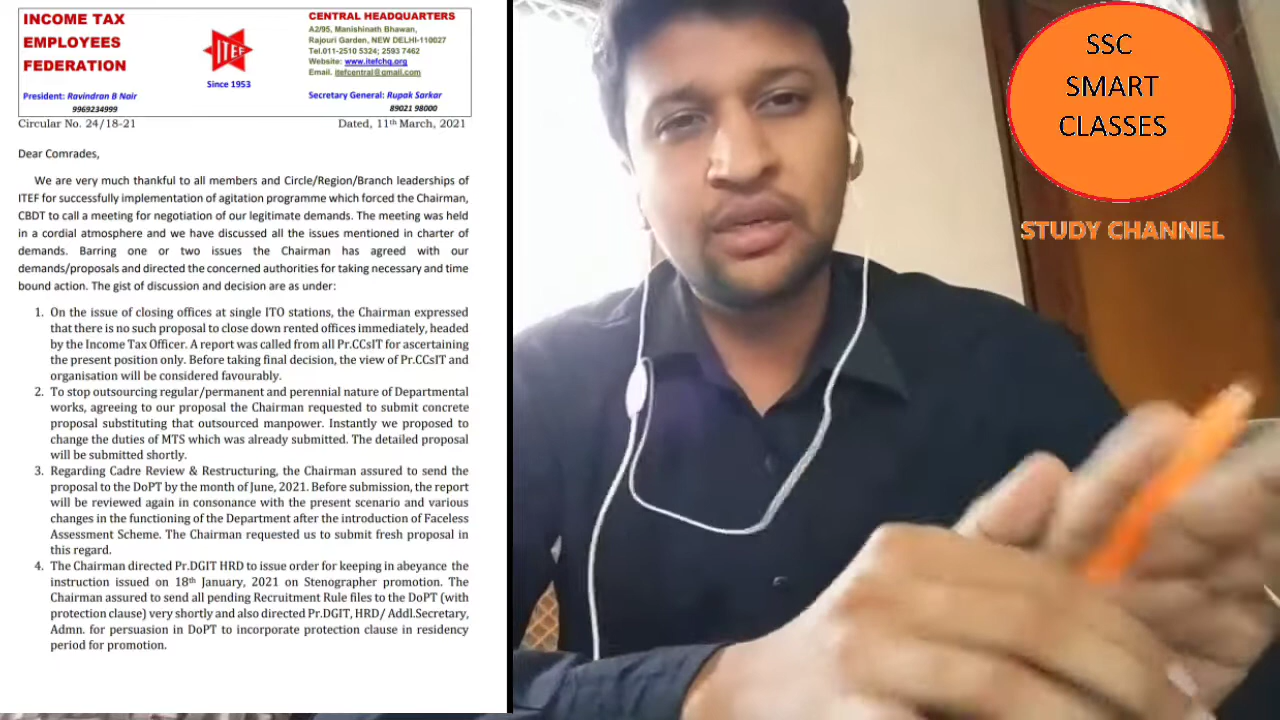 INCOME TAX
EMPLOYEES
FEDERATION
ITEF
Since 1953
CENTRAL HEADQUARTERS
A2/95, Manishinath Bhawan,
Rajouri Garden, NEW DELHI-110027
Tel.011-2510 5324; 2593 7462
Website: www.itefchq.org
Email. itefcentral@gmail.com
President: Ravindran B Nair
9969234999
Secretary General: Rupak Sarkar
89021 98000
Circular No. 24/18-21
Dated, 11th March, 2021
Dear Comrades,
We are very much thankful to all members and Circle/Region/Branch leaderships of
ITEF for successfully implementation of agitation programme which forced the Chairman,
CBDT to call a meeting for negotiation of our legitimate demands. The meeting was held
in a cordial atmosphere and we have discussed all the issues mentioned in charter of
demands. Barring one or two issues the Chairman has agreed with our
demands/proposals and directed the concerned authorities for taking necessary and time
bound action. The gist of discussion and decision are as under:
1. On the issue of closing offices at single ITO stations, the Chairman expressed
that there is no such proposal to close down rented offices immediately, headed
by the Income Tax Officer. A report was called from all Pr.CCsIT for ascertaining
the present position only. Before taking final decision, the view of Pr.CCsIT and
organisation will be considered favourably.
2. To stop outsourcing regular/permanent and perennial nature of Departmental
works, agreeing to our proposal the Chairman requested to submit concrete
proposal substituting that outsourced manpower. Instantly we proposed to
change the duties of MTS which was already submitted. The detailed proposal
will be submitted shortly.
3. Regarding Cadre Review & Restructuring, the Chairman assured to send the
proposal to the DoPT by the month of June, 2021. Before submission, the report
will be reviewed again in consonance with the present scenario and various
changes in the functioning of the Department after the introduction of Faceless
Assessment Scheme. The Chairman requested us to submit fresh proposal in
this regard.
4. The Chairman directed Pr.DGIT HRD to issue order for keeping in abeyance the
instruction issued on 18th January, 2021 on Stenographer promotion. The
Chairman assured to send all pending Recruitment Rule files to the DoPT (with
protection clause) very shortly and also directed Pr.DGIT, HRD/ Addl.Secretary,
Admn. for persuasion in DoPT to incorporate protection clause in residency
period for promotion.
SSC
SMART
CLASSES
STUDY CHANNEL